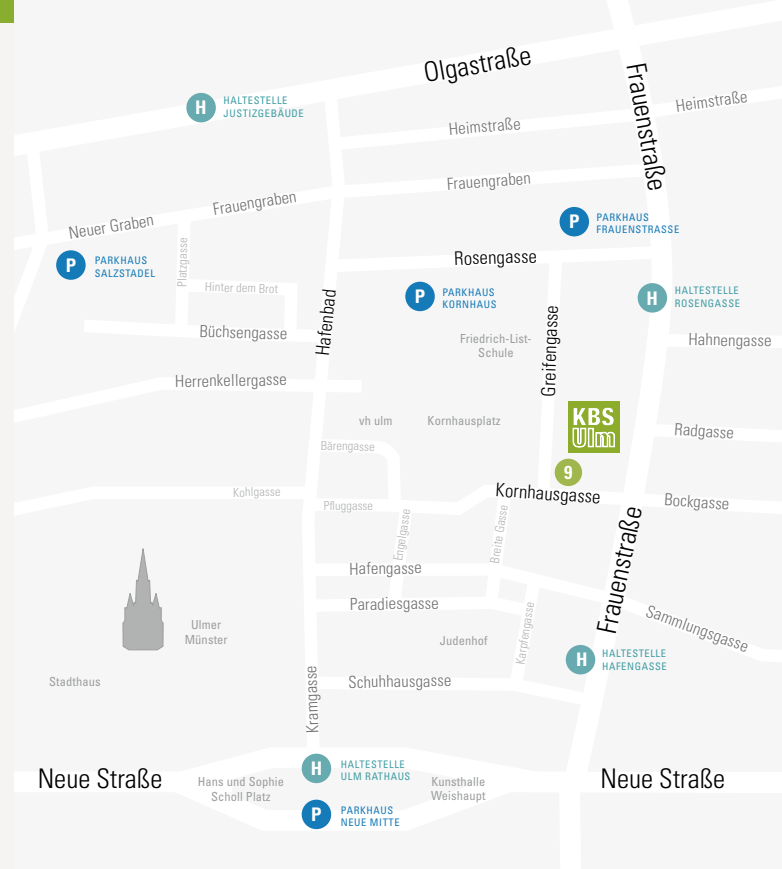 Olgastraße
Frauenstraße
H
HALTESTELLE
JUSTIZGEBÄUDE
Heimstraße
Heimstraße
Frauengraben
Frauengraben
Neuer Graben
P
PARKHAUS
FRAUENSTRASSE
P
PARKHAUS
SALZSTADEL
Platzgasse
Rosengasse
Hinter dem Brot
P
PARKHAUS
KORNHAUS
H
HALTESTELLE
ROSENGASSE
Hafenbad
Büchsengasse
Greifengasse
Friedrich-List-
Schule
Hahnengasse
Herrenkellergasse
KBS
Ulm
vh ulm
Kornhausplatz
Radgasse
Bärengasse
9
Kohlgasse
Kornhausgasse
Bockgasse
Pfluggasse
Engelgasse
Breite Gasse
Frauenstraße
Hafengasse
Paradiesgasse
Karpfengasse
Sammlungsgasse
Ulmer
Münster
Judenhof
H
HALTESTELLE
HAFENGASSE
Stadthaus
Kramgasse
Schuhhausgasse
H
HALTESTELLE
ULM RATHAUS
Neue Straße
Hans und Sophie
Scholl Platz
Kunsthalle
Weishaupt
Neue Straße
P
PARKHAUS
NEUE MITTE